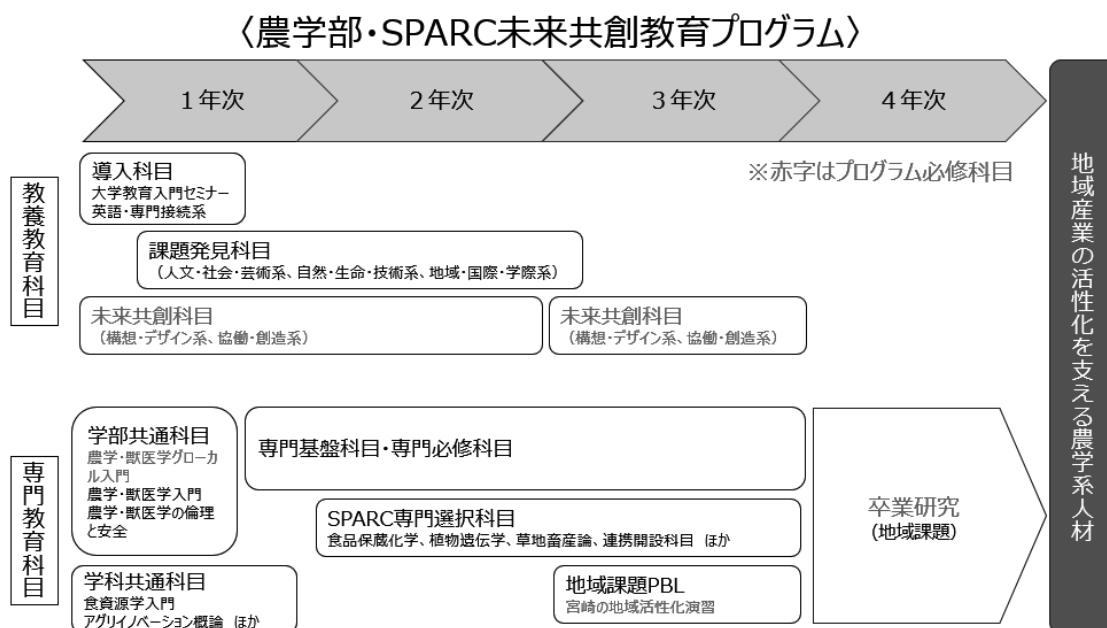 〈農学部・SPARC未来共創教育プログラム〉
1年次
2年次
3年次
4年次
※赤字はプログラム必修科目
教養教育科目
導入科目
大学教育入門セミナー
英語・専門接続系
課題発見科目
（人文・社会・芸術系、自然・生命・技術系、地域・国際・学際系）
未来共創科目
（構想・デザイン系、協働・創造系）
未来共創科目
（構想・デザイン系、協働・創造系）
専門教育科目
学部共通科目
農学・獣医学グローカ
ル入門
農学・獣医学入門
農学・獣医学の倫理
と安全
専門基盤科目・専門必修科目
SPARC専門選択科目
食品保蔵化学、植物遺伝学、草地畜産論、連携開設科目 ほか
学科共通科目
食資源学入門
アグリイノベーション概論 ほか
地域課題PBL
宮崎の地域活性化演習
卒業研究
(地域課題)
地域産業の活性化を支える農学系人材